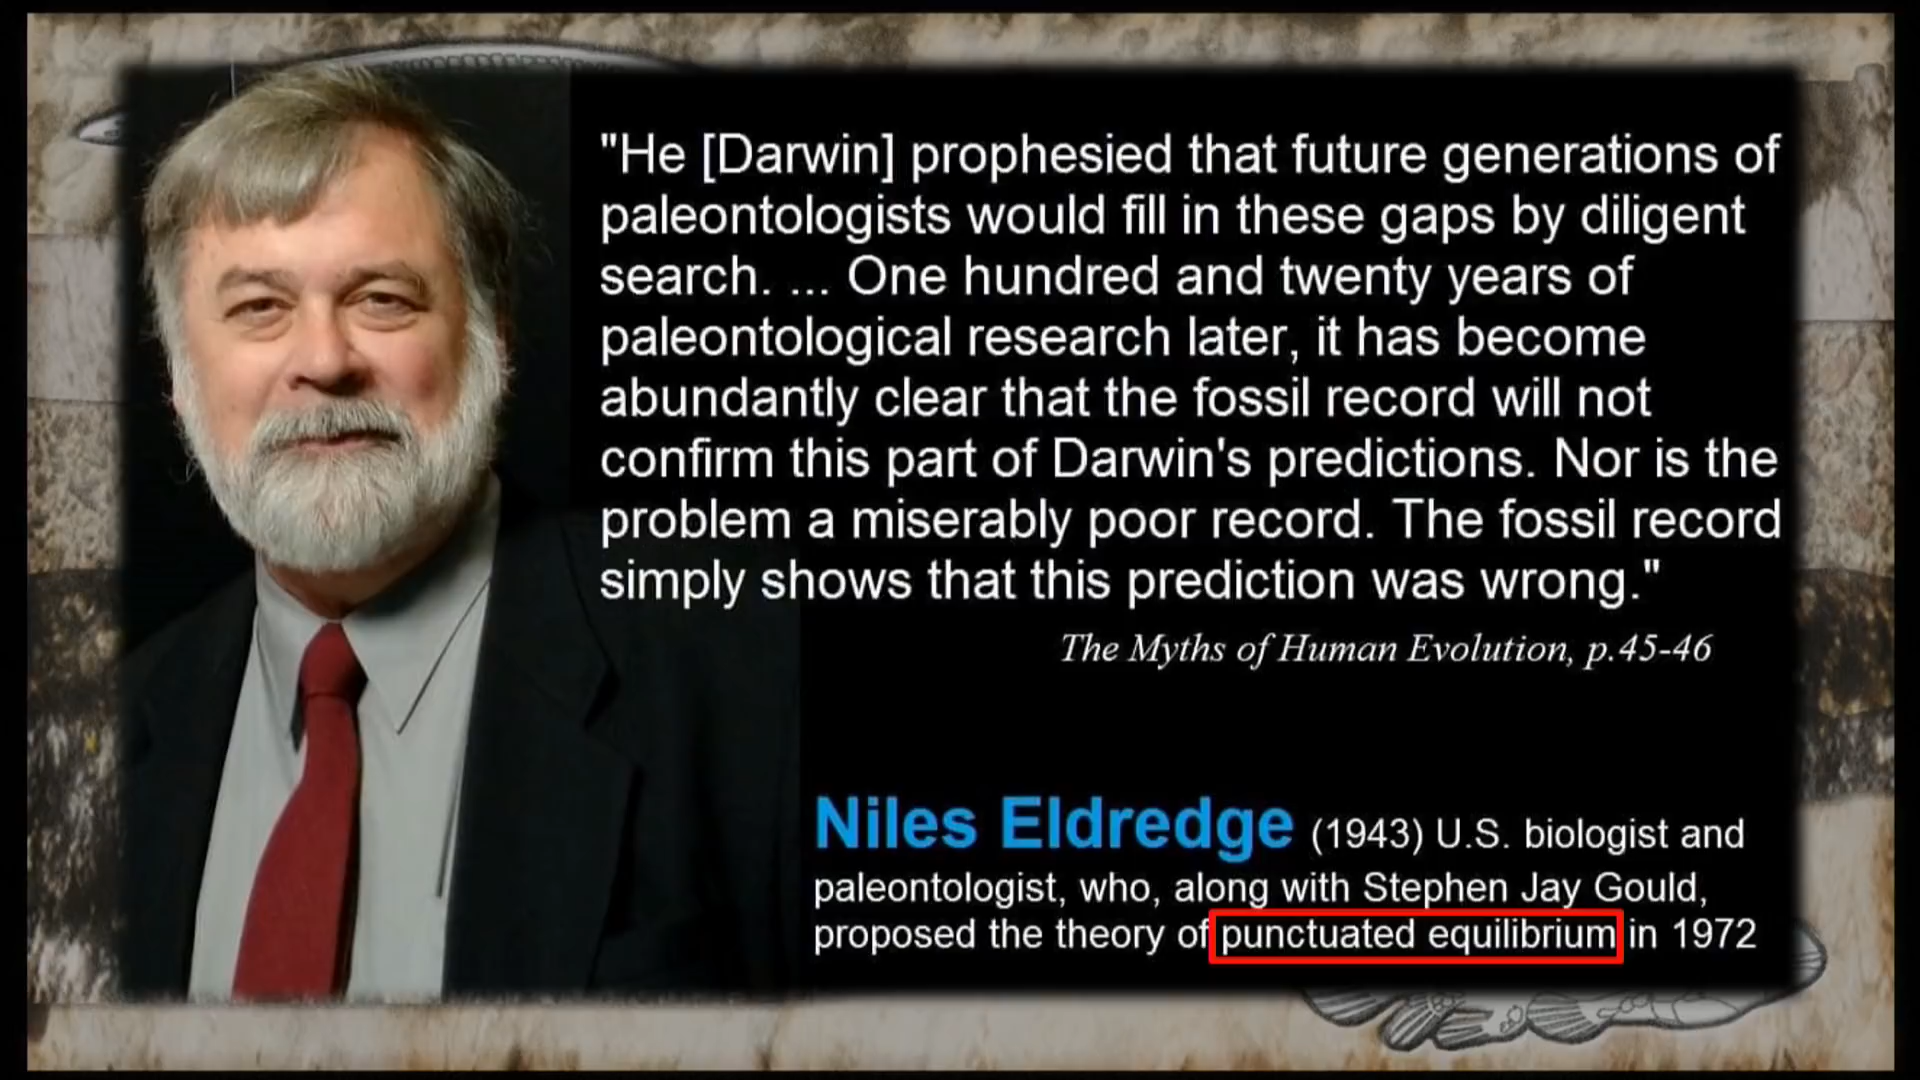 "He [Darwin] prophesied that future generations of
paleontologists would fill in these gaps by diligent
search. ... One hundred and twenty years of
paleontological research later, it has become
abundantly clear that the fossil record will not
confirm this part of Darwin's predictions. Nor is the
problem a miserably poor record. The fossil record
simply shows that this prediction was wrong."
The Myths of Human Evolution, p.45-46
Niles Eldredge (1943) U.S. biologist and
paleontologist, who, along with Stephen Jay Gould,
proposed the theory of punctuated equilibrium in 1972